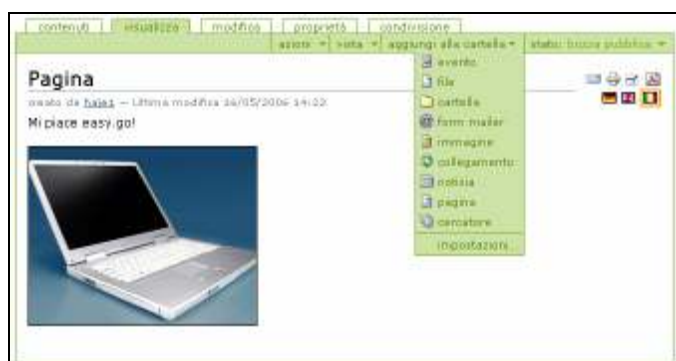 contenuti visualizza modifica proprietà condivisione
azioni vista aggiungi alla cartella stato: bozza pubblica
evento
Pagina
file
creato da hajes — Ultima modifica 16/05/2006 14:22
cartella
Mi piace easy.go!
form mailer
immagine
collegamento
notizia
pagina
cercatore
impostazioni...